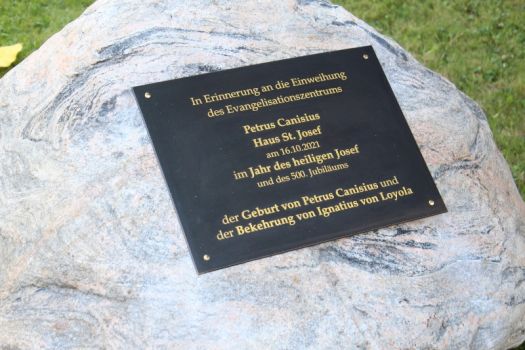 In Erinnerung an die Einweihung
des Evangelisationszentrums
Petrus Canisius
Haus St. Josef
am 16.10.2021
im Jahr des heiligen Josef
und des 500. Jubiläums
der Geburt von Petrus Canisius und
der Bekehrung von Ignatius von Loyola